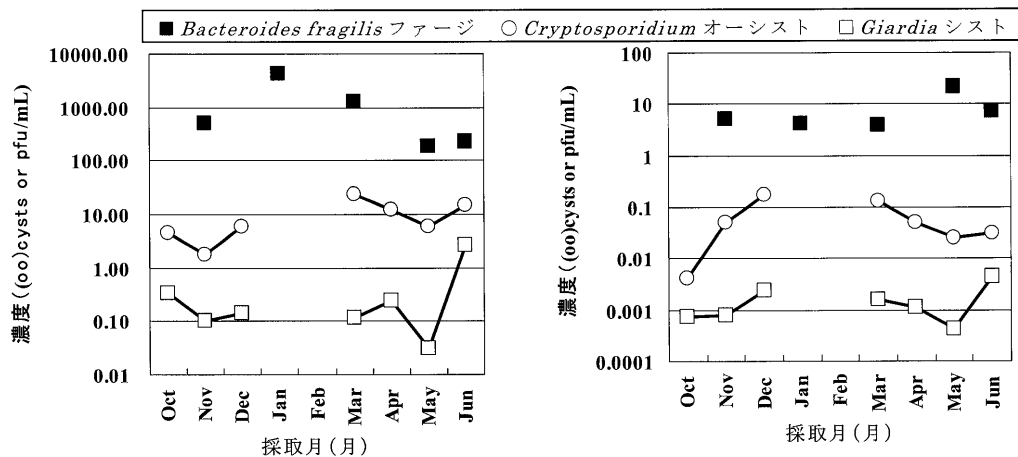 ■ Bacteroides fragilis ファージ ○ Cryptosporidium オーシスト □ Giardia シスト
濃度((oo)cysts or pfu/mL)
10000.00
1000.00
100.00
10.00
1.00
0.10
0.01
Oct Nov Dec Jan Feb Mar Apr May Jun
採取月(月)
濃度((oo)cysts or pfu/mL)
100
10
1
0.1
0.01
0.001
0.0001
Oct Nov Dec Jan Feb Mar Apr May Jun
採取月(月)